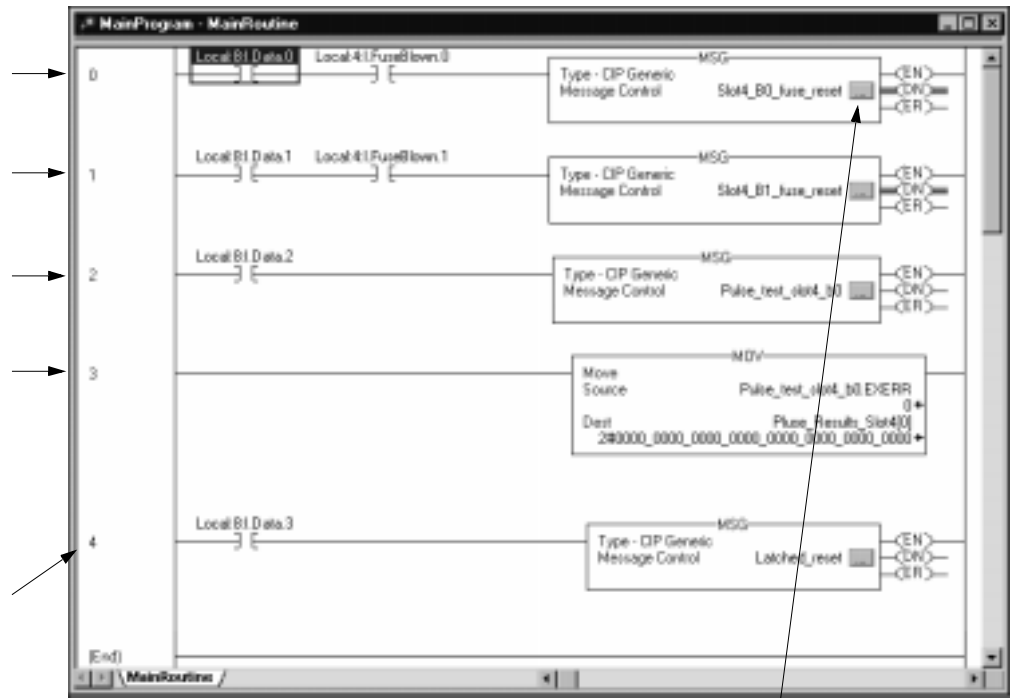 MainProgram - MainRoutine
0
Local:8:I.Data.0 Local:4:I.FuseBlown.0
MSG
Type - CIP Generic
Message Control Slot4_B0_fuse_reset ...
EN
DN
ER
1
Local:8:I.Data.1 Local:4:I.FuseBlown.1
MSG
Type - CIP Generic
Message Control Slot4_B1_fuse_reset ...
EN
DN
ER
2
Local:8:I.Data.2
MSG
Type - CIP Generic
Message Control Pulse_test_slot4_b0 ...
EN
DN
ER
3
MOV
Move
Source Pulse_test_slot4_b0.EXERR
0
Dest Pluse_Results_Slot4[0]
2#0000_0000_0000_0000_0000_0000_0000_0000
4
Local:8:I.Data.3
MSG
Type - CIP Generic
Message Control Latched_reset ...
EN
DN
ER
(End)
MainRoutine